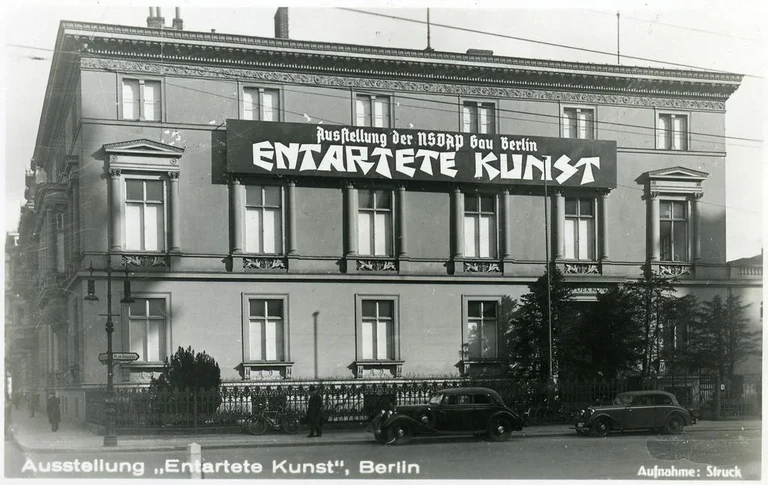 Ausstellung der NSDAP Gau Berlin
ENTARTETE KUNST
Ausstellung „Entartete Kunst", Berlin
Aufnahme: Struck